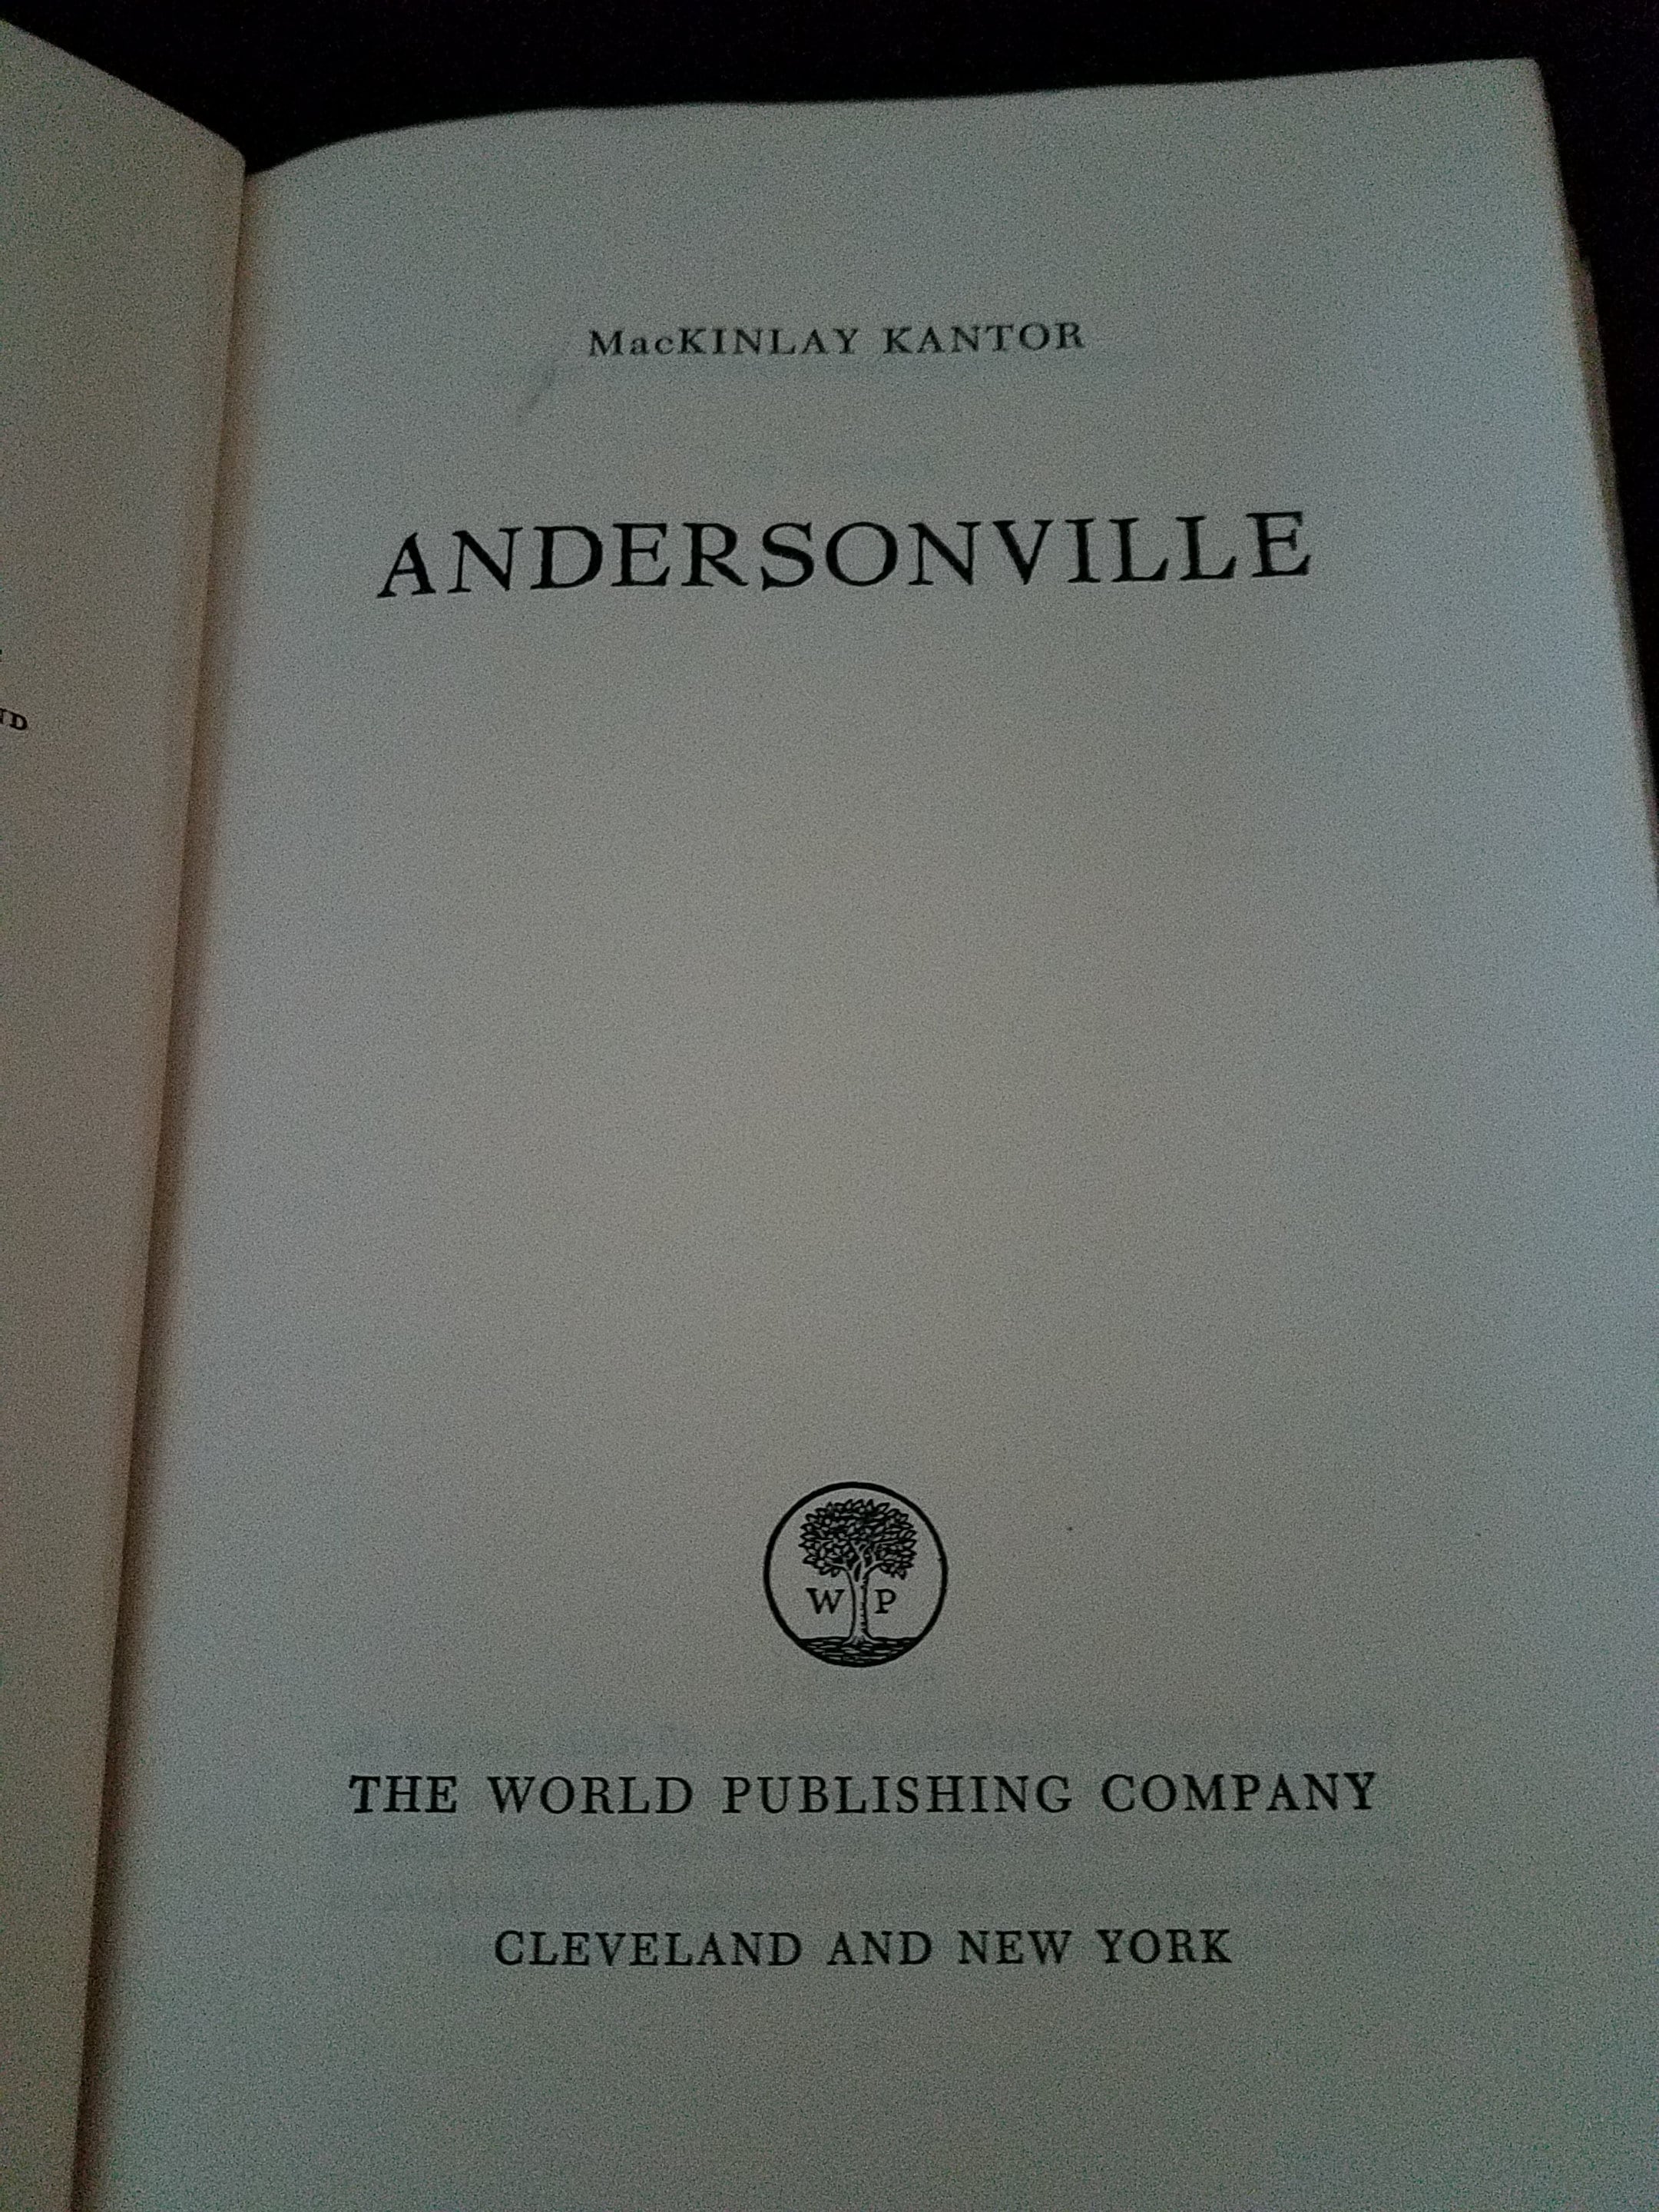 MacKINLAY KANTOR
ANDERSONVILLE
W P
THE WORLD PUBLISHING COMPANY
CLEVELAND AND NEW YORK